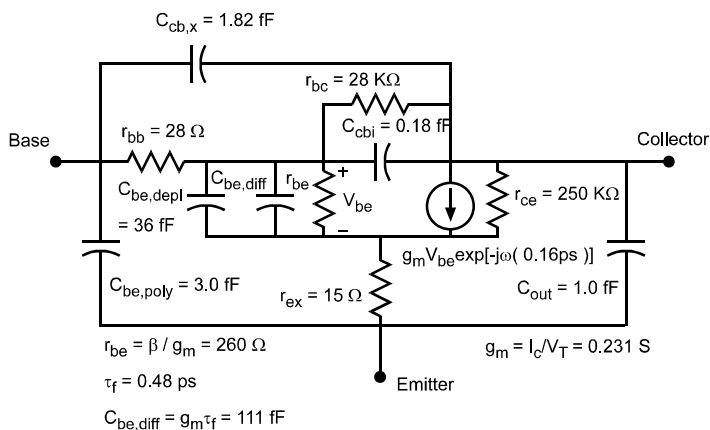 C_cb,x = 1.82 fF
r_bc = 28 KΩ
Base
r_bb = 28 Ω
C_cbi = 0.18 fF
Collector
C_be,depl
= 36 fF
C_be,diff
r_be
+
V_be
−
r_ce = 250 KΩ
g_mV_beexp[-jω( 0.16ps )]
C_be,poly = 3.0 fF
r_ex = 15 Ω
C_out = 1.0 fF
r_be = β / g_m = 260 Ω
g_m = I_c/V_T = 0.231 S
τ_f = 0.48 ps
Emitter
C_be,diff = g_mτ_f = 111 fF